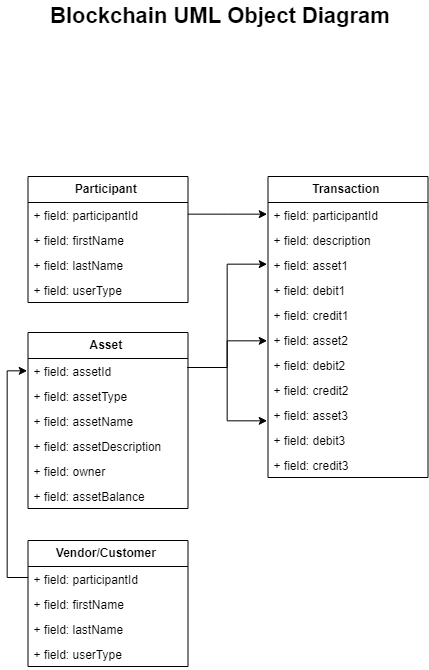 Blockchain UML Object Diagram
Participant
+ field: participantId
+ field: firstName
+ field: lastName
+ field: userType
Transaction
+ field: participantId
+ field: description
+ field: asset1
+ field: debit1
+ field: credit1
+ field: asset2
+ field: debit2
+ field: credit2
+ field: asset3
+ field: debit3
+ field: credit3
Asset
+ field: assetId
+ field: assetType
+ field: assetName
+ field: assetDescription
+ field: owner
+ field: assetBalance
Vendor/Customer
+ field: participantId
+ field: firstName
+ field: lastName
+ field: userType